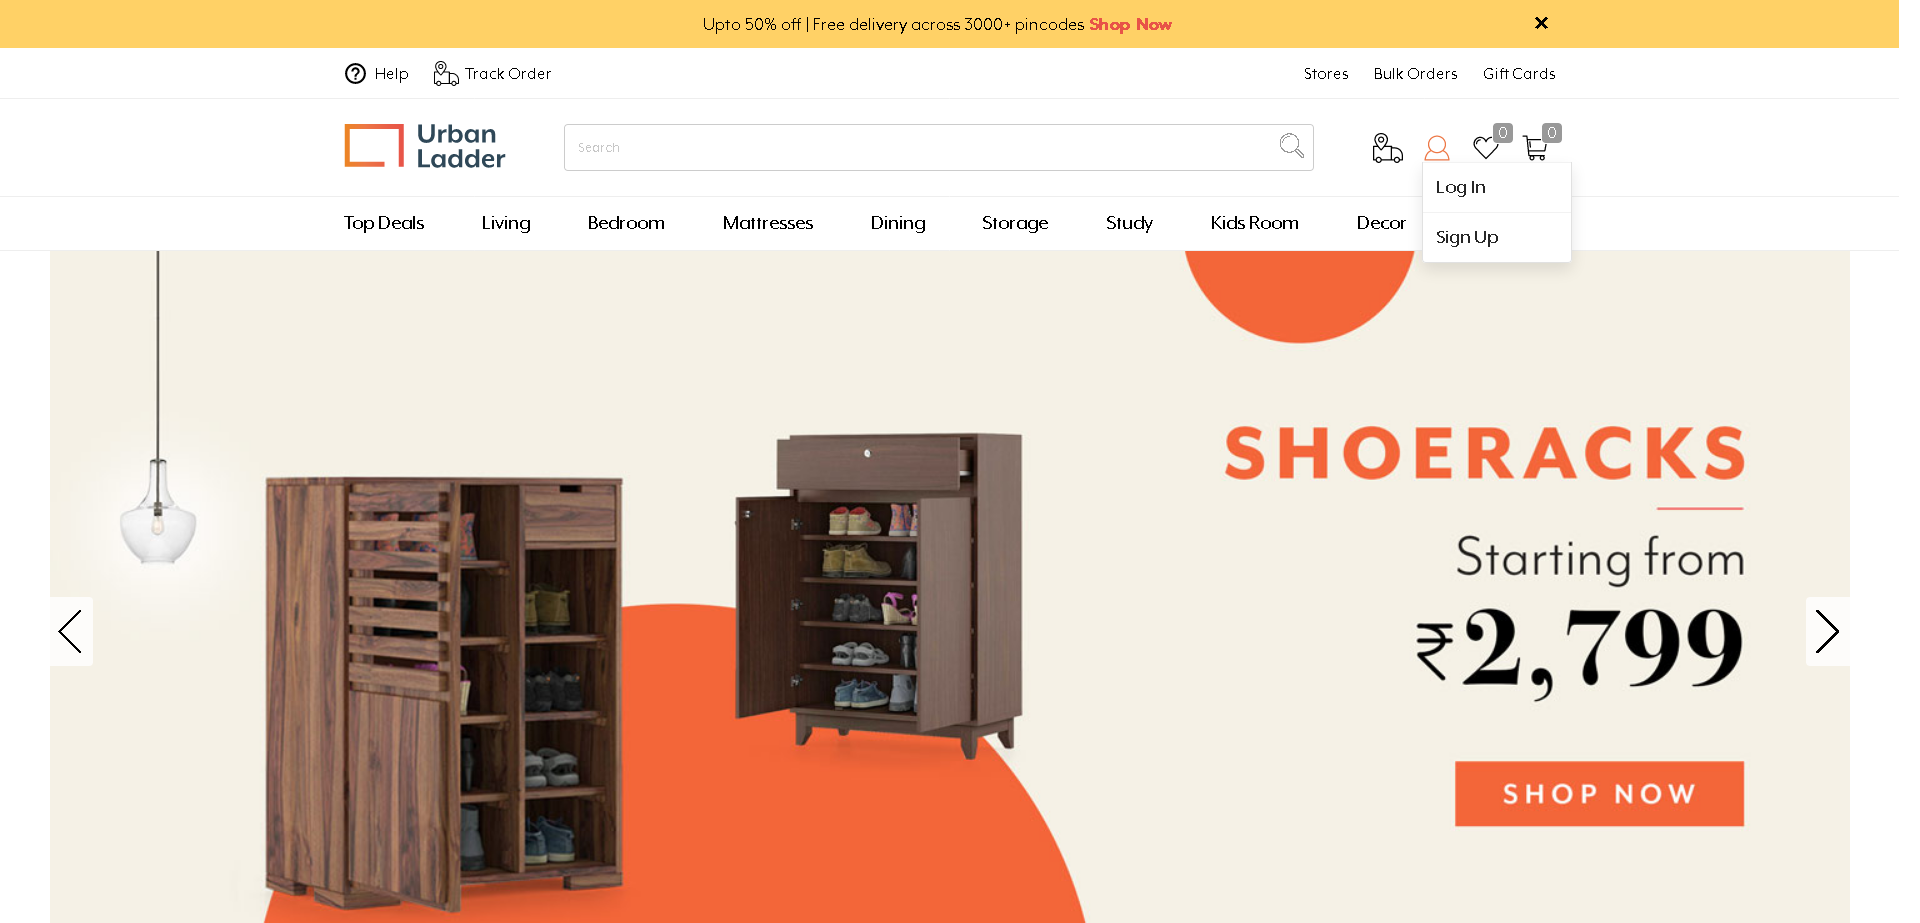 Upto 50% off | Free delivery across 3000+ pincodes Shop Now
Help
Track Order
Stores
Bulk Orders
Gift Cards
Urban
Ladder
Search
0
0
Log In
Sign Up
Top Deals
Living
Bedroom
Mattresses
Dining
Storage
Study
Kids Room
Decor
SHOERACKS
Starting from
₹2,799
SHOP NOW